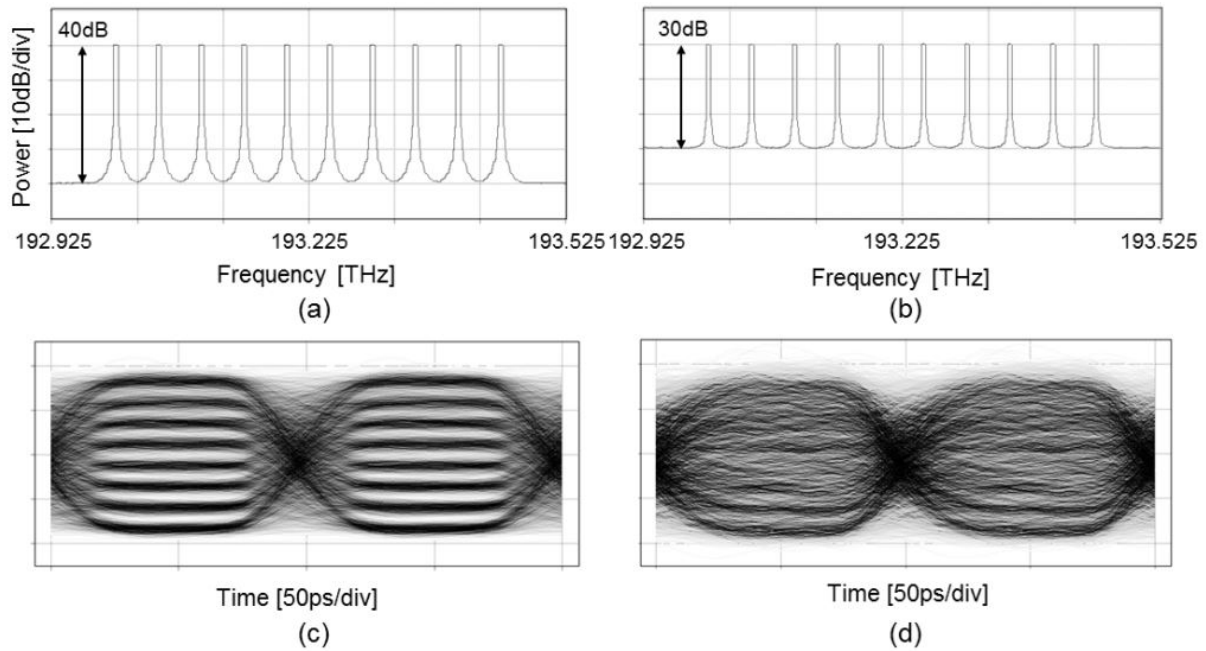 40dB
30dB
Power [10dB/div]
192.925
193.225
193.525
192.925
193.225
193.525
Frequency [THz]
Frequency [THz]
(a)
(b)
Time [50ps/div]
Time [50ps/div]
(c)
(d)